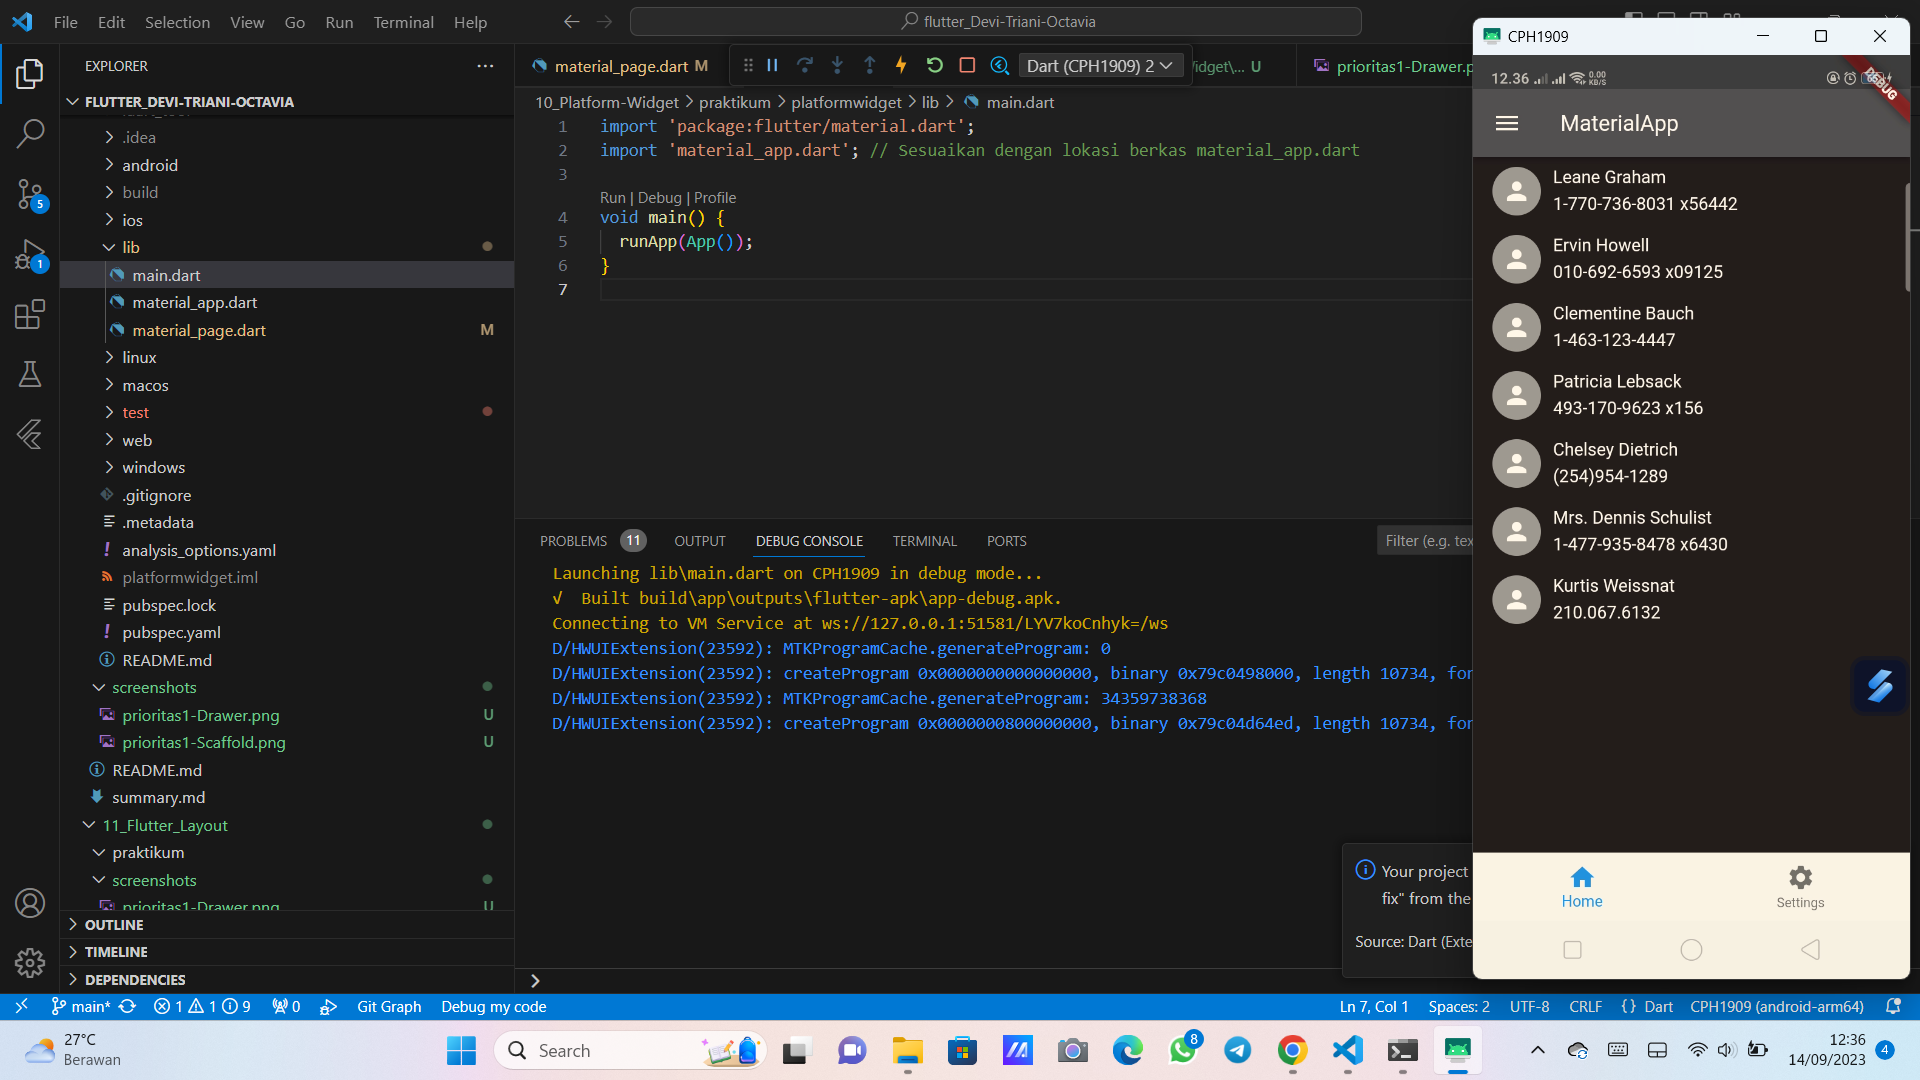 File Edit Selection View Go Run Terminal Help
flutter_Devi-Triani-Octavia
EXPLORER
FLUTTER_DEVI-TRIANI-OCTAVIA
.idea
android
build
ios
lib
main.dart
material_app.dart
material_page.dart M
linux
macos
test
web
windows
.gitignore
.metadata
analysis_options.yaml
platformwidget.iml
pubspec.lock
pubspec.yaml
README.md
screenshots
prioritas1-Drawer.png U
prioritas1-Scaffold.png U
README.md
summary.md
11_Flutter_Layout
praktikum
screenshots
prioritas1-Drawer.png U
OUTLINE
TIMELINE
DEPENDENCIES
5
1
material_page.dart M
Dart (CPH1909) 2
idget\... U
prioritas1-Drawer.p
10_Platform-Widget > praktikum > platformwidget > lib > main.dart
1 import 'package:flutter/material.dart';
2 import 'material_app.dart'; // Sesuaikan dengan lokasi berkas material_app.dart
3
Run | Debug | Profile
4 void main() {
5 runApp(App());
6 }
7
PROBLEMS 11 OUTPUT DEBUG CONSOLE TERMINAL PORTS
Filter (e.g. tex
Launching lib\main.dart on CPH1909 in debug mode...
√ Built build\app\outputs\flutter-apk\app-debug.apk.
Connecting to VM Service at ws://127.0.0.1:51581/LYV7koCnhyk=/ws
D/HWUIExtension(23592): MTKProgramCache.generateProgram: 0
D/HWUIExtension(23592): createProgram 0x0000000000000000, binary 0x79c0498000, length 10734, for
D/HWUIExtension(23592): MTKProgramCache.generateProgram: 34359738368
D/HWUIExtension(23592): createProgram 0x0000000800000000, binary 0x79c04d64ed, length 10734, for
Your project
fix" from the
Source: Dart (Exte
CPH1909
12.36 0.00 KB/S
DEBUG
MaterialApp
Leane Graham
1-770-736-8031 x56442
Ervin Howell
010-692-6593 x09125
Clementine Bauch
1-463-123-4447
Patricia Lebsack
493-170-9623 x156
Chelsey Dietrich
(254)954-1289
Mrs. Dennis Schulist
1-477-935-8478 x6430
Kurtis Weissnat
210.067.6132
Home
Settings
main* 1 1 9 0 Git Graph Debug my code
Ln 7, Col 1 Spaces: 2 UTF-8 CRLF {} Dart CPH1909 (android-arm64)
27°C
Berawan
Search
8
12:36
14/09/2023
4